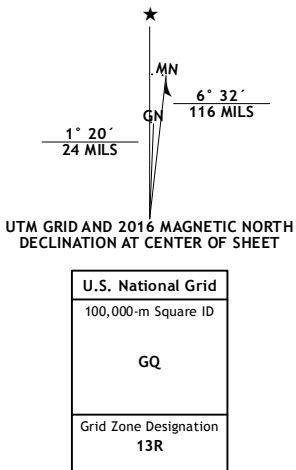 ★
MN
GN
6° 32´
116 MILS
1° 20´
24 MILS
UTM GRID AND 2016 MAGNETIC NORTH
DECLINATION AT CENTER OF SHEET
U.S. National Grid
100,000-m Square ID
GQ
Grid Zone Designation
13R